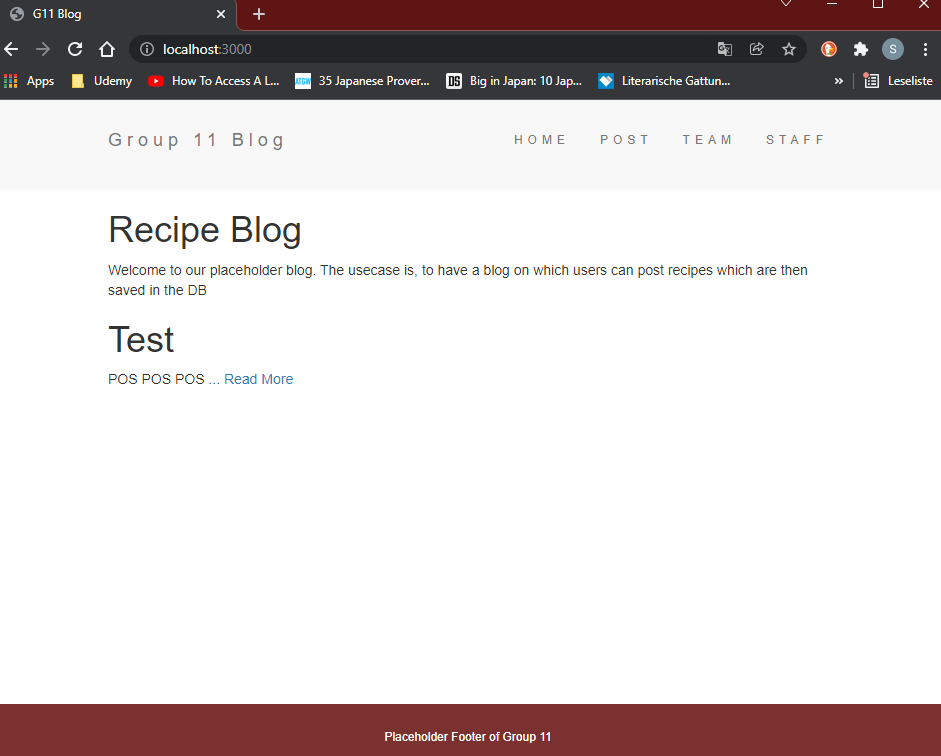 G11 Blog
localhost:3000
Apps
Udemy
How To Access A L...
ATGW
35 Japanese Prover...
DS
Big in Japan: 10 Jap...
Literarische Gattun...
»
Leseliste
S
Group 11 Blog
HOME POST TEAM STAFF
Recipe Blog
Welcome to our placeholder blog. The usecase is, to have a blog on which users can post recipes which are then
saved in the DB
Test
POS POS POS ... Read More
Placeholder Footer of Group 11